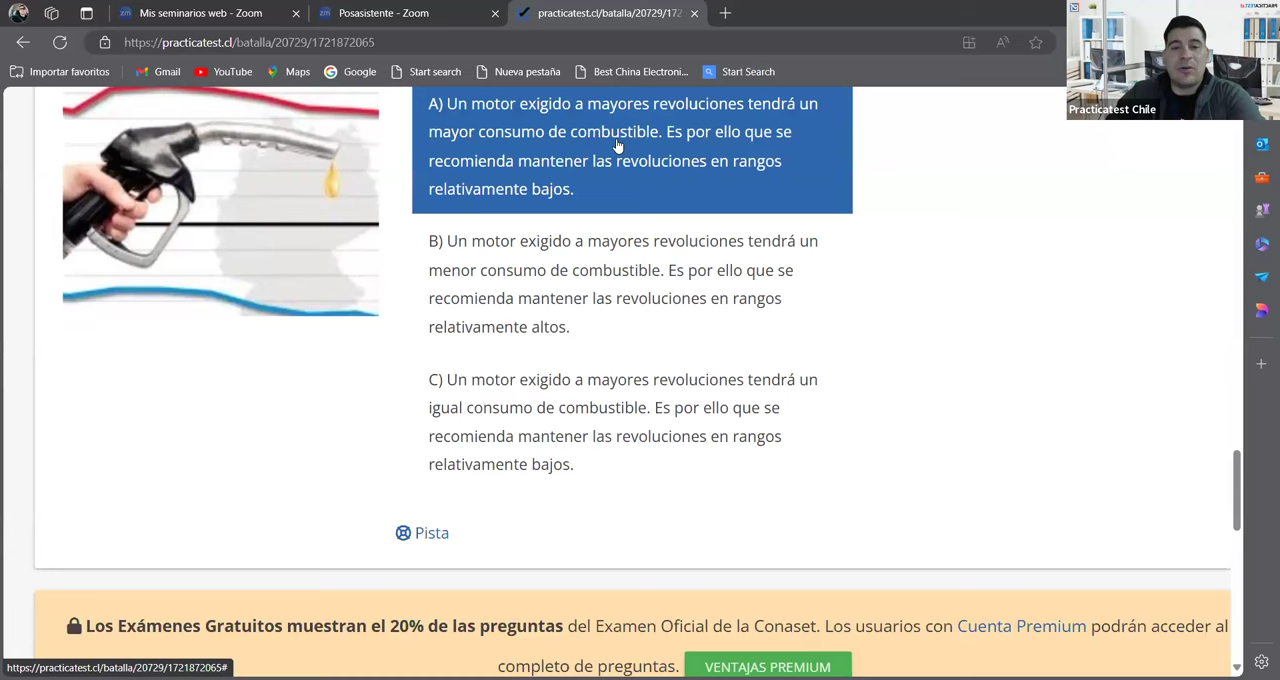 Mis seminarios web - Zoom
Posasistente - Zoom
practicatest.cl/batalla/20729/172
https://practicatest.cl/batalla/20729/1721872065
Importar favoritos
Gmail
YouTube
Maps
Google
Start search
Nueva pestaña
Best China Electroni...
Start Search
Practicatest Chile
A) Un motor exigido a mayores revoluciones tendrá un
mayor consumo de combustible. Es por ello que se
recomienda mantener las revoluciones en rangos
relativamente bajos.
B) Un motor exigido a mayores revoluciones tendrá un
menor consumo de combustible. Es por ello que se
recomienda mantener las revoluciones en rangos
relativamente altos.
C) Un motor exigido a mayores revoluciones tendrá un
igual consumo de combustible. Es por ello que se
recomienda mantener las revoluciones en rangos
relativamente bajos.
Pista
Los Exámenes Gratuitos muestran el 20% de las preguntas del Examen Oficial de la Conaset. Los usuarios con Cuenta Premium podrán acceder al
completo de preguntas. VENTAJAS PREMIUM
https://practicatest.cl/batalla/20729/1721872065#